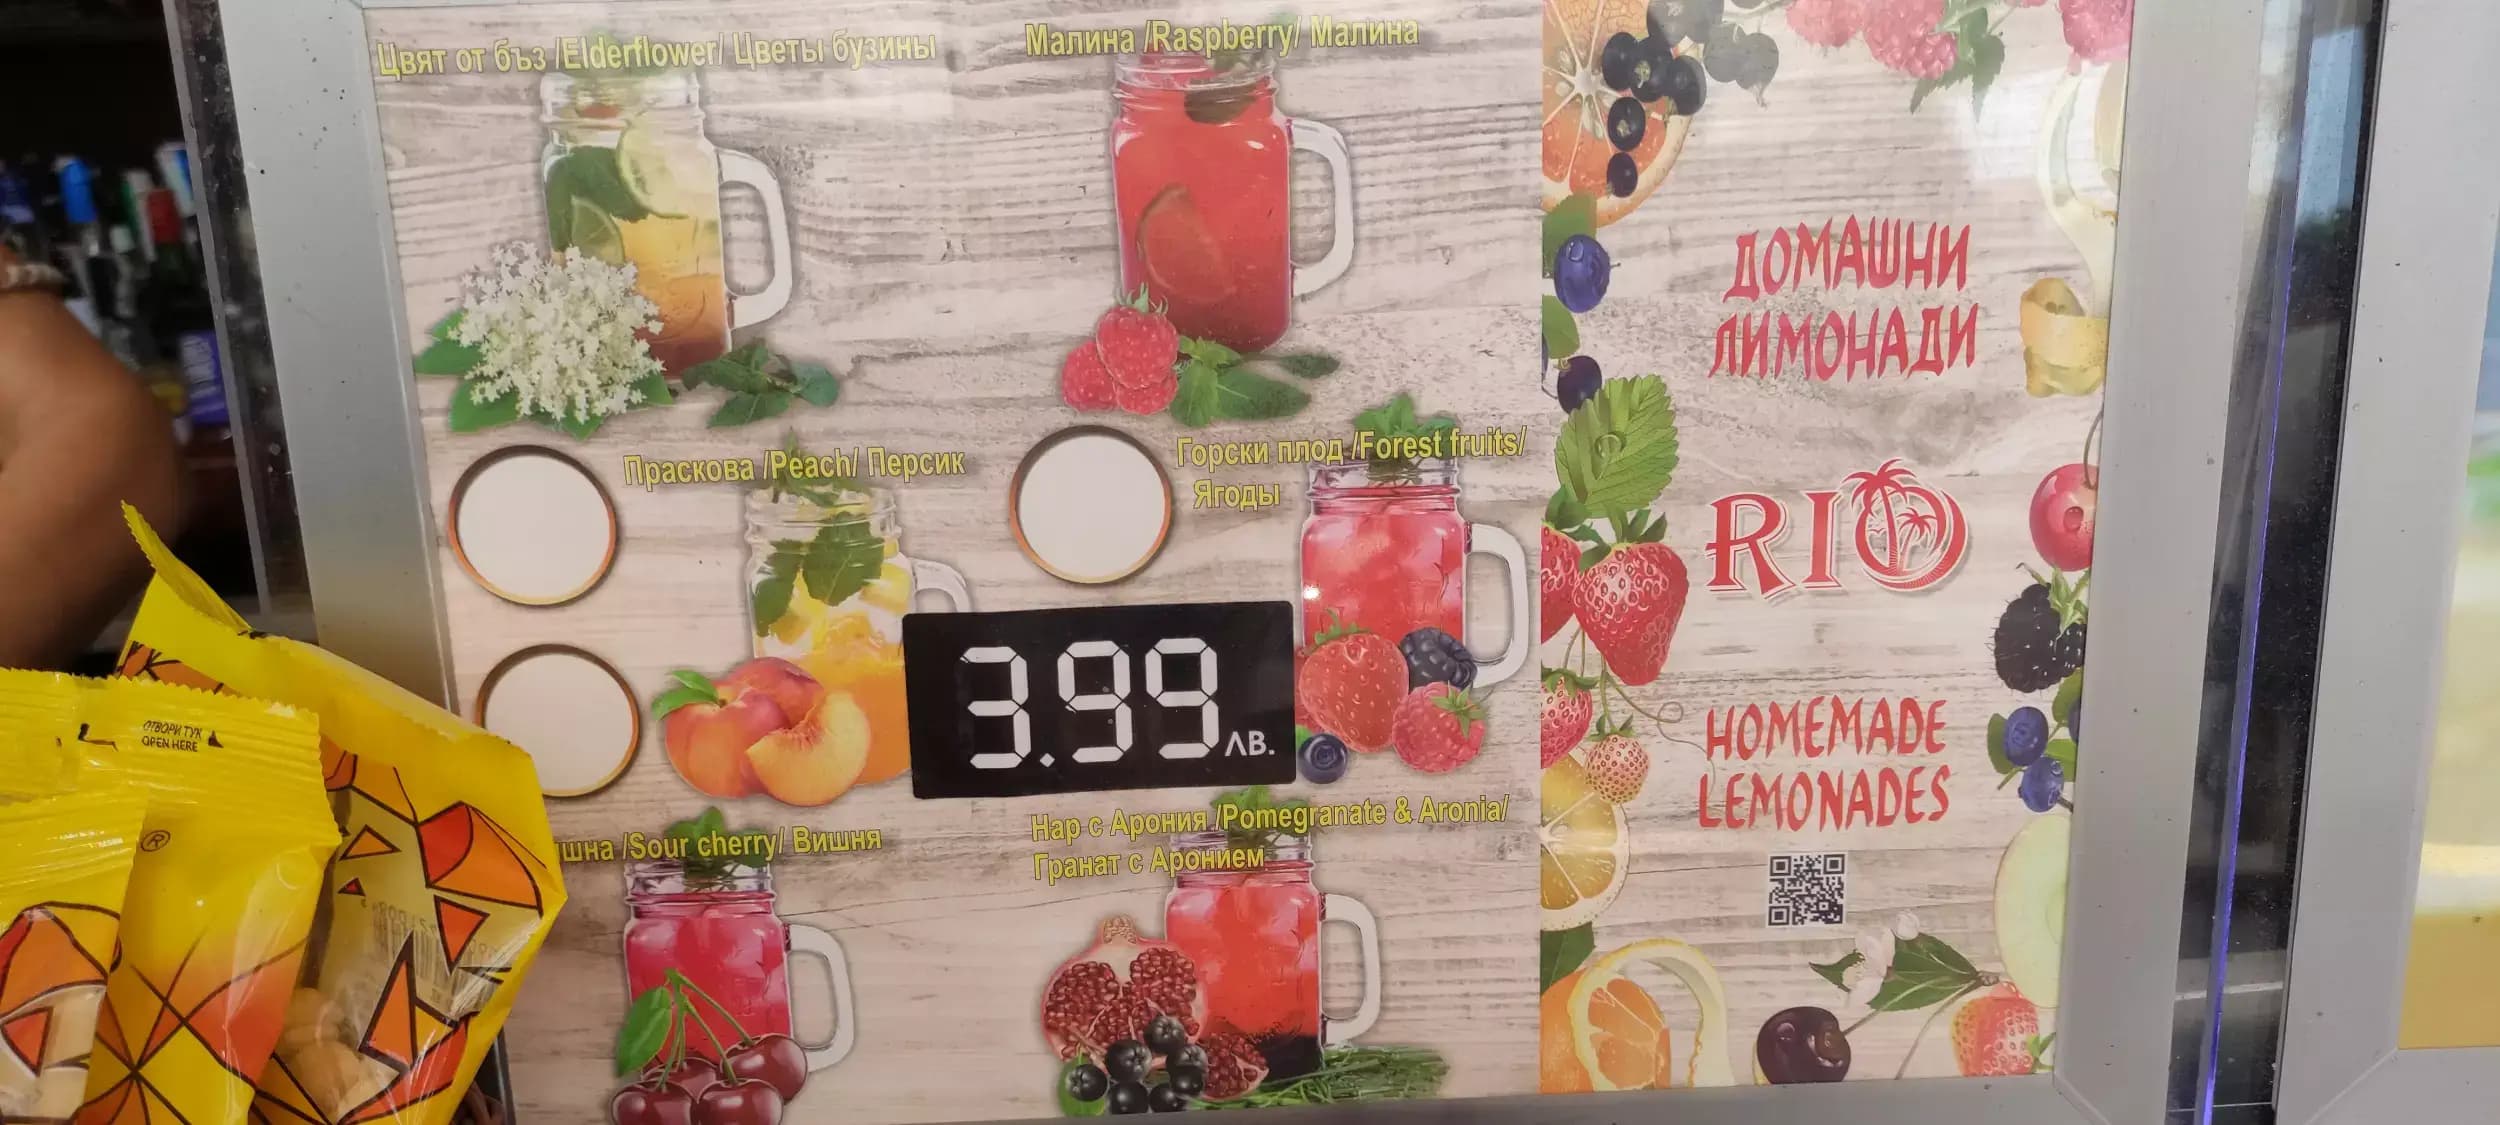 Цвят от бъз /Elderflower/ Цветы бузины
Малина /Raspberry/ Малина
Праскова /Peach/ Персик
Горски плод /Forest fruits/
Ягоды
3.99 лв.
/Sour cherry/ Вишня
Нар с Арония /Pomegranate & Aronia/
Гранат с Аронием
ДОМАШНИ
ЛИМОНАДИ
RIO
HOMEMADE
LEMONADES
ОТВОРИ ТУК
OPEN HERE
®